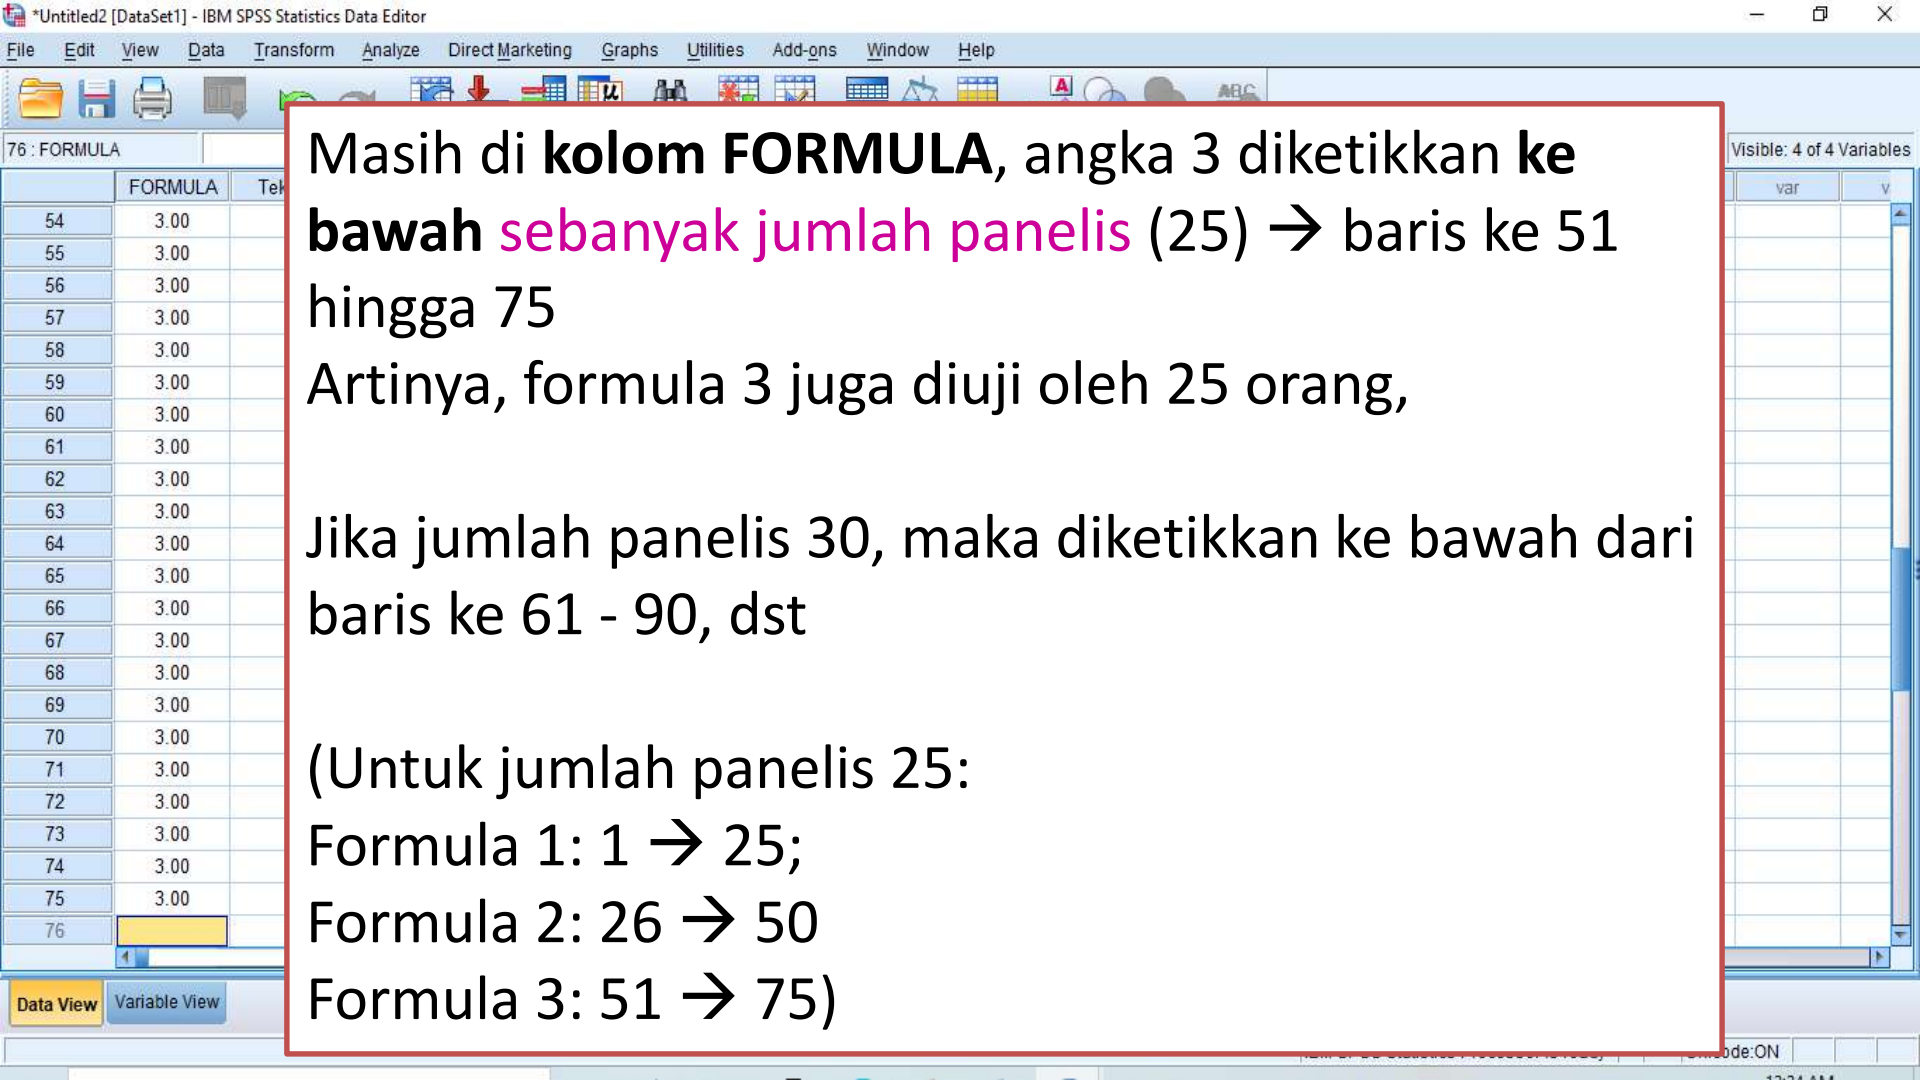 *Untitled2 [DataSet1] - IBM SPSS Statistics Data Editor
File Edit View Data Transform Analyze Direct Marketing Graphs Utilities Add-ons Window Help
76 : FORMULA
Visible: 4 of 4 Variables
FORMULA Tek var v
54 3.00
55 3.00
56 3.00
57 3.00
58 3.00
59 3.00
60 3.00
61 3.00
62 3.00
63 3.00
64 3.00
65 3.00
66 3.00
67 3.00
68 3.00
69 3.00
70 3.00
71 3.00
72 3.00
73 3.00
74 3.00
75 3.00
76
Masih di kolom FORMULA, angka 3 diketikkan ke
bawah sebanyak jumlah panelis (25) → baris ke 51
hingga 75
Artinya, formula 3 juga diuji oleh 25 orang,
Jika jumlah panelis 30, maka diketikkan ke bawah dari
baris ke 61 - 90, dst
(Untuk jumlah panelis 25:
Formula 1: 1 → 25;
Formula 2: 26 → 50
Formula 3: 51 → 75)
Data View Variable View